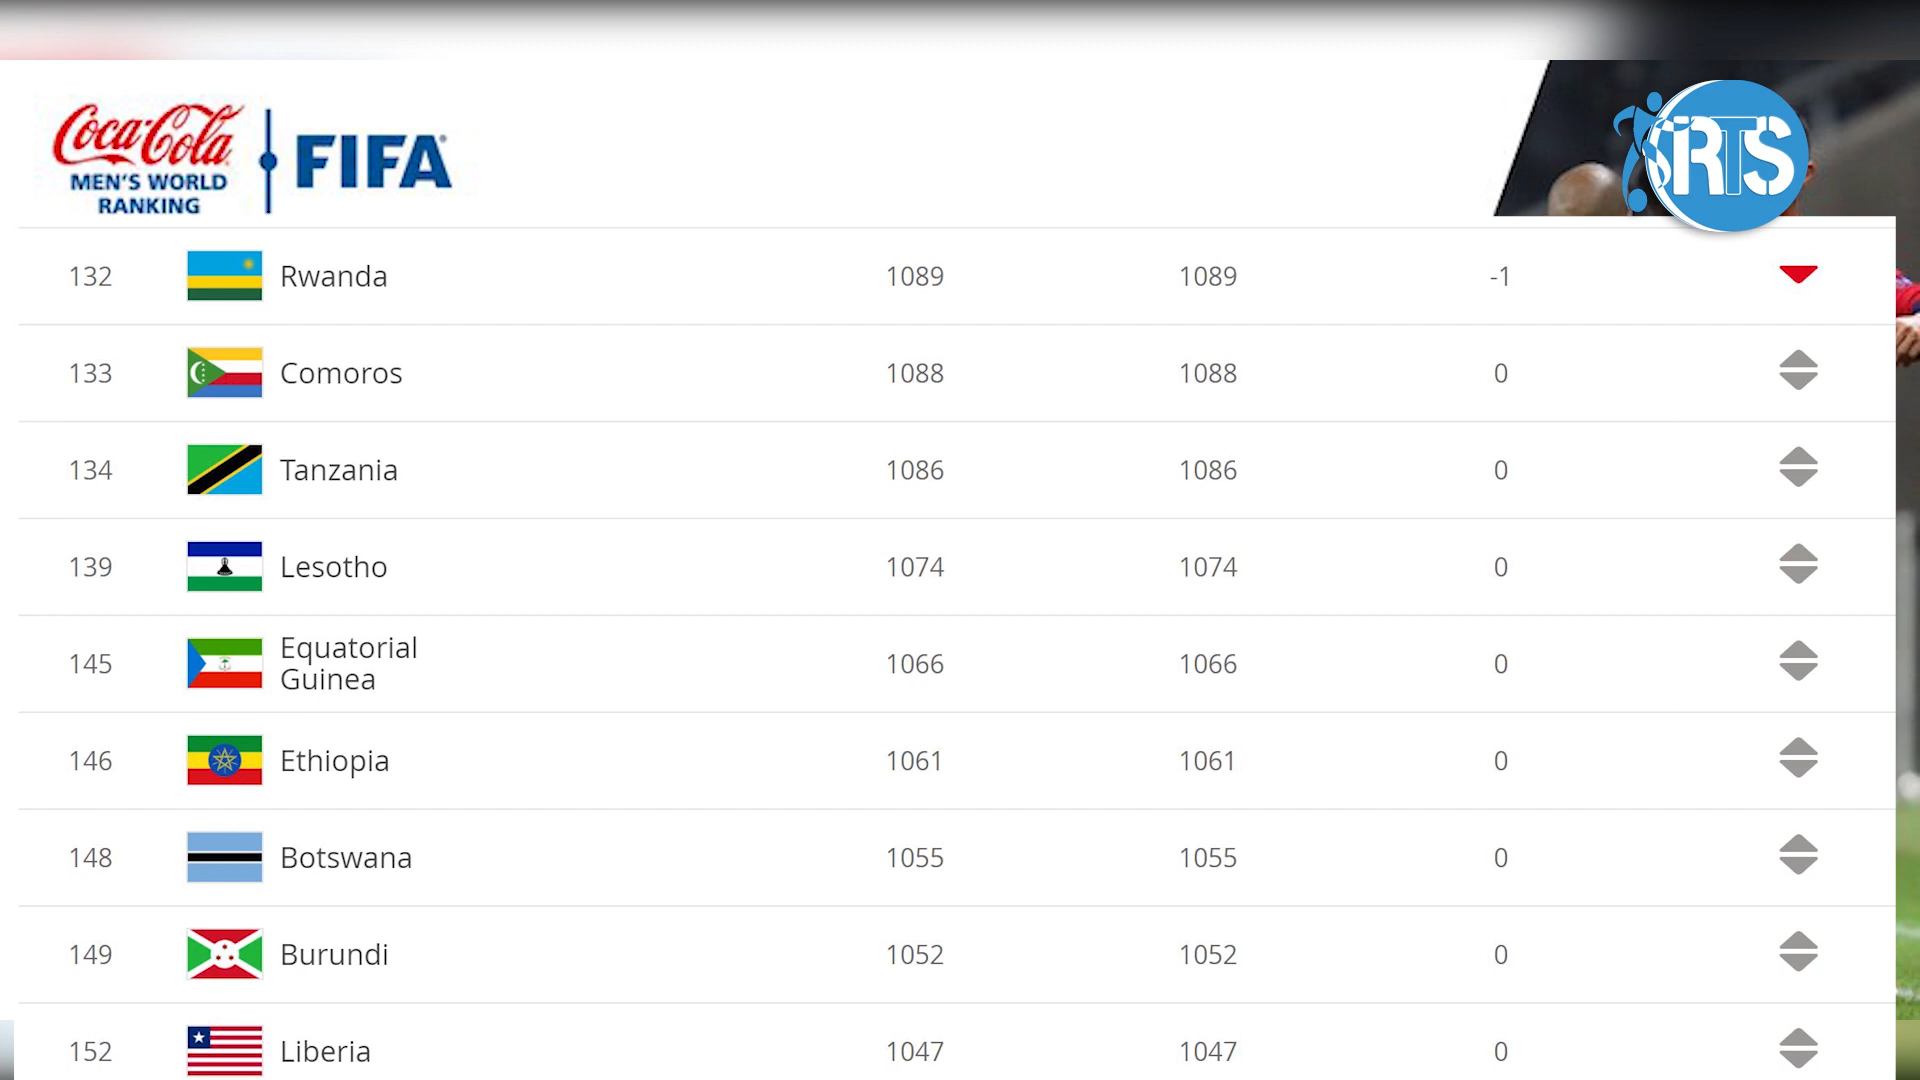 Coca-Cola
MEN'S WORLD
RANKING
FIFA
RTS
132 Rwanda 1089 1089 -1
133 Comoros 1088 1088 0
134 Tanzania 1086 1086 0
139 Lesotho 1074 1074 0
145 Equatorial
Guinea 1066 1066 0
146 Ethiopia 1061 1061 0
148 Botswana 1055 1055 0
149 Burundi 1052 1052 0
152 Liberia 1047 1047 0